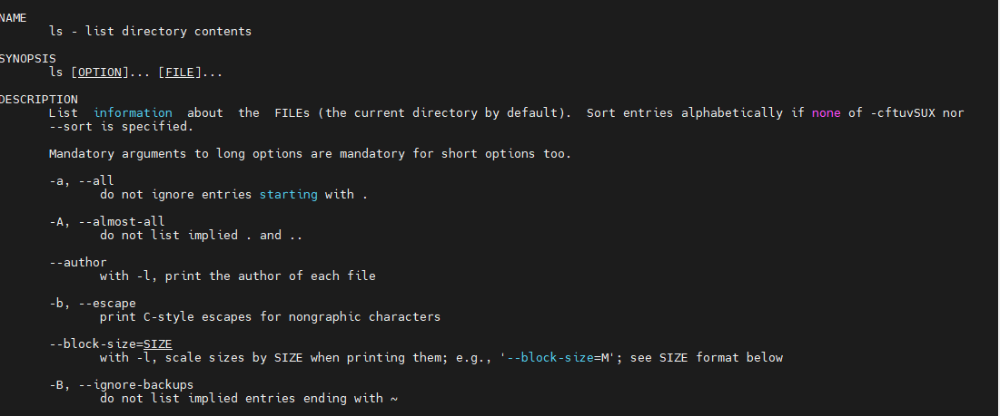 NAME
ls - list directory contents
SYNOPSIS
ls [OPTION]... [FILE]...
DESCRIPTION
List information about the FILEs (the current directory by default). Sort entries alphabetically if none of -cftuvSUX nor
--sort is specified.
Mandatory arguments to long options are mandatory for short options too.
-a, --all
do not ignore entries starting with .
-A, --almost-all
do not list implied . and ..
--author
with -l, print the author of each file
-b, --escape
print C-style escapes for nongraphic characters
--block-size=SIZE
with -l, scale sizes by SIZE when printing them; e.g., '--block-size=M'; see SIZE format below
-B, --ignore-backups
do not list implied entries ending with ~